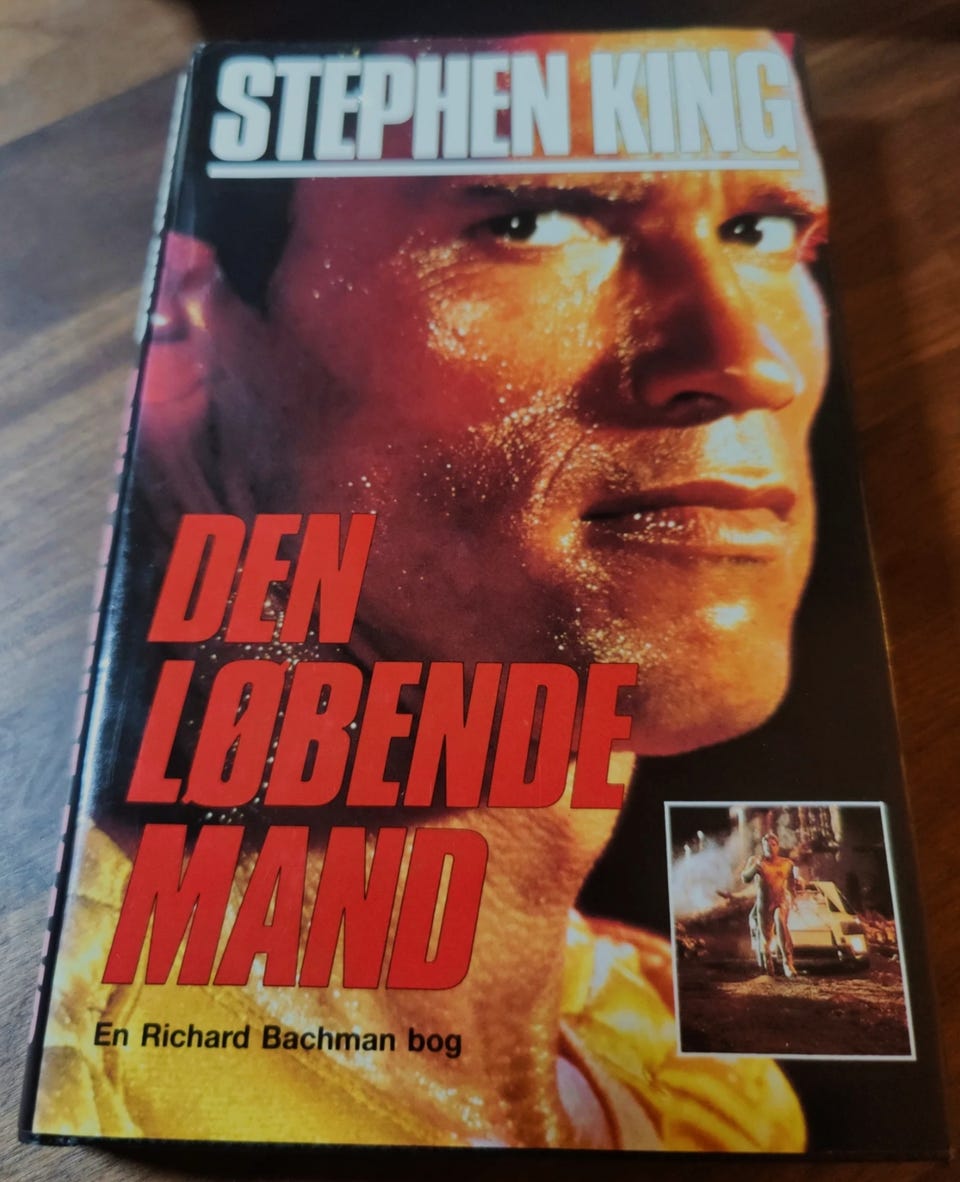 STEPHEN KING
DEN
LØBENDE
MAND
En Richard Bachman bog